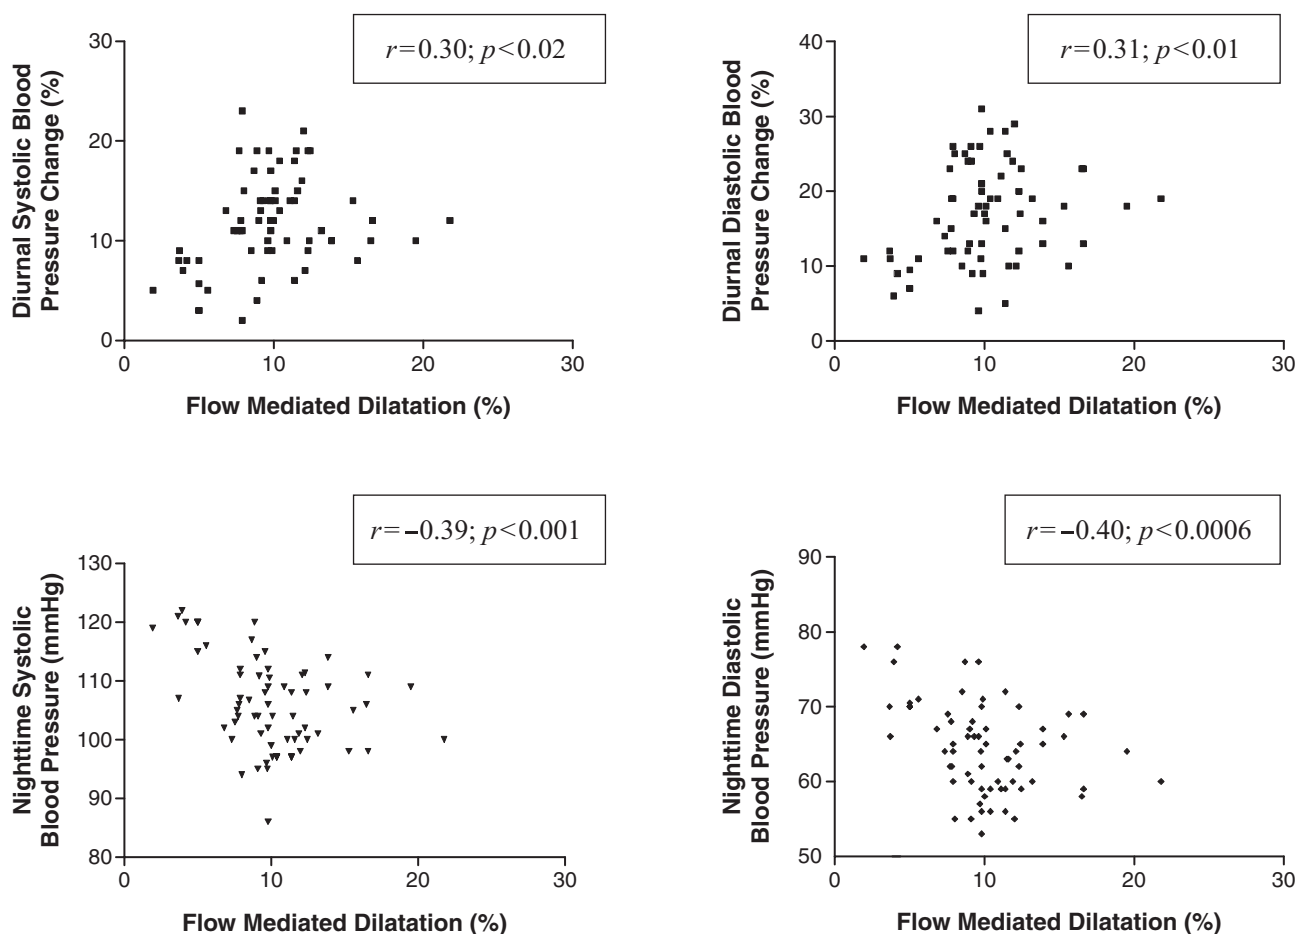 r=0.30; p<0.02
Diurnal Systolic Blood
Pressure Change (%)
30
20
10
0
0 10 20 30
Flow Mediated Dilatation (%)
r=0.31; p<0.01
Diurnal Diastolic Blood
Pressure Change (%)
40
30
20
10
0
0 10 20 30
Flow Mediated Dilatation (%)
r=−0.39; p<0.001
Nighttime Systolic
Blood Pressure (mmHg)
130
120
110
100
90
80
0 10 20 30
Flow Mediated Dilatation (%)
r=−0.40; p<0.0006
Nighttime Diastolic
Blood Pressure (mmHg)
90
80
70
60
50
0 10 20 30
Flow Mediated Dilatation (%)